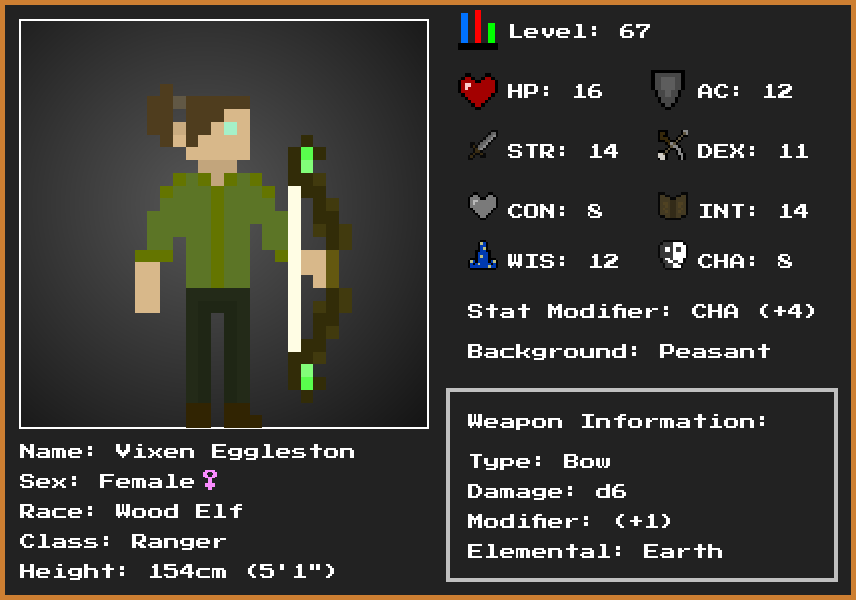 Level: 67
HP: 16
AC: 12
STR: 14
DEX: 11
CON: 8
INT: 14
WIS: 12
CHA: 8
Stat Modifier: CHA (+4)
Background: Peasant
Name: Vixen Eggleston
Sex: Female♀
Race: Wood Elf
Class: Ranger
Height: 154cm (5'1")
Weapon Information:
Type: Bow
Damage: d6
Modifier: (+1)
Elemental: Earth